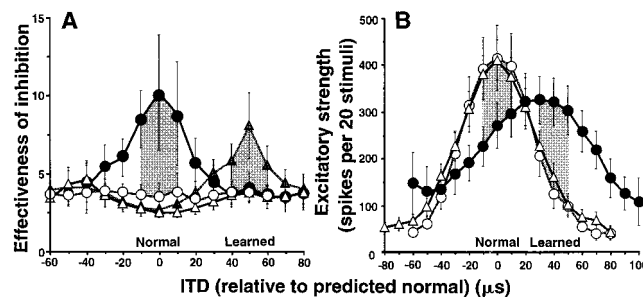 A
B
Effectiveness of inhibition
15
10
5
0
-60 -40 -20 0 20 40 60 80
Normal Learned
Excitatory strength
(spikes per 20 stimuli)
500
400
300
200
100
0
-80 -60 -40 -20 0 20 40 60 80 100
Normal Learned
ITD (relative to predicted normal) (µs)